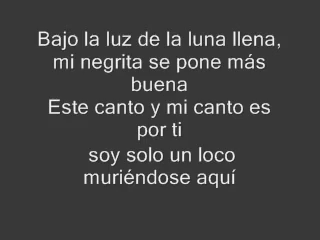 Bajo la luz de la luna llena,
mi negrita se pone más
buena
Este canto y mi canto es
por ti
soy solo un loco
muriéndose aquí